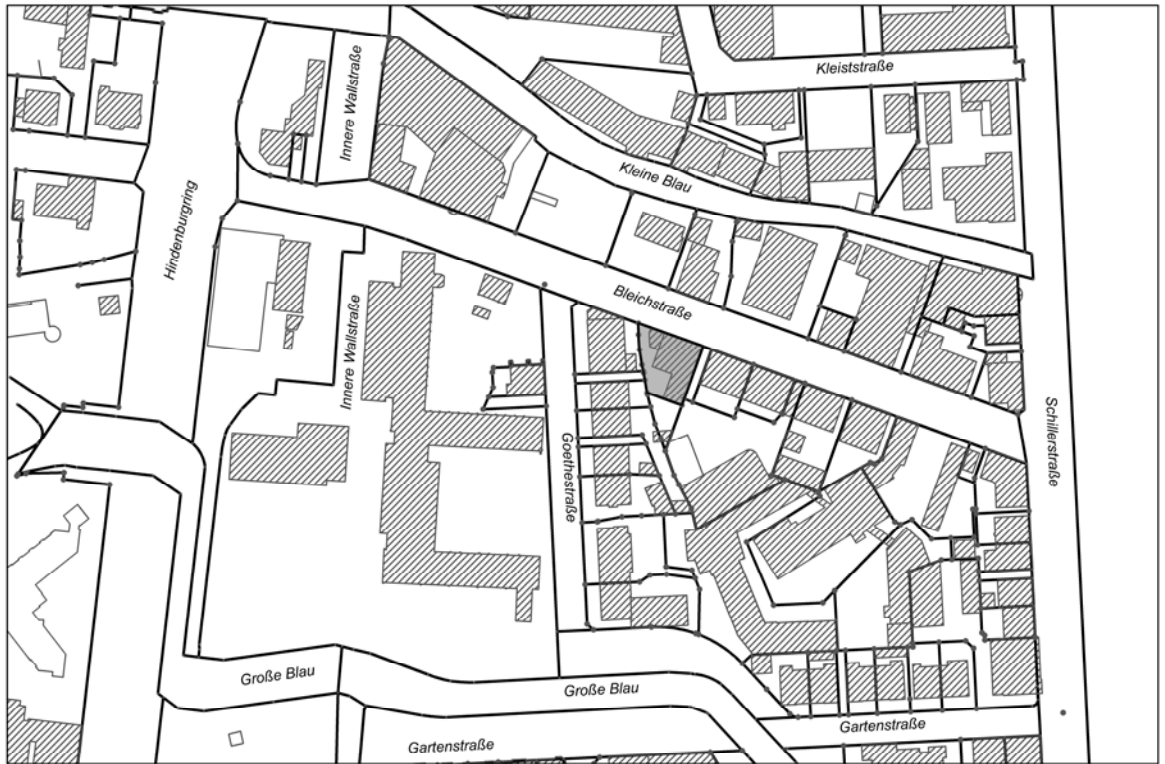 Kleiststraße
Innere Wallstraße
Kleine Blau
Hindenburgring
Bleichstraße
Innere Wallstraße
Schillerstraße
Goethestraße
Große Blau
Große Blau
Gartenstraße
Gartenstraße